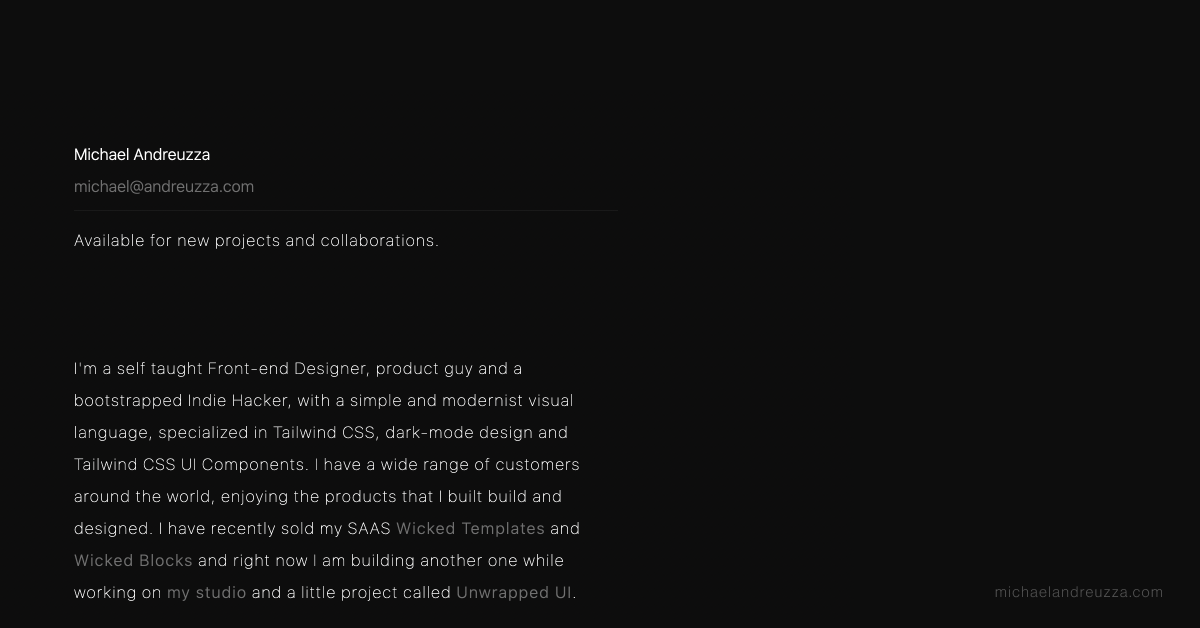 Michael Andreuzza
michael@andreuzza.com
Available for new projects and collaborations.
I'm a self taught Front-end Designer, product guy and a
bootstrapped Indie Hacker, with a simple and modernist visual
language, specialized in Tailwind CSS, dark-mode design and
Tailwind CSS UI Components. I have a wide range of customers
around the world, enjoying the products that I built build and
designed. I have recently sold my SAAS Wicked Templates and
Wicked Blocks and right now I am building another one while
working on my studio and a little project called Unwrapped UI.
michaelandreuzza.com